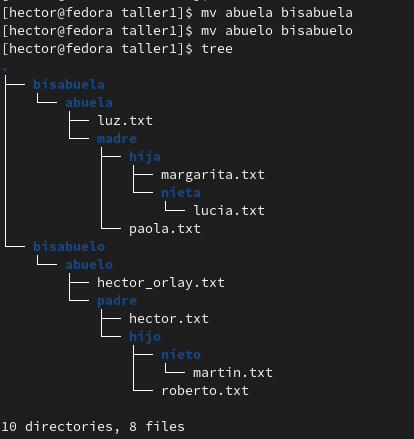 [hector@fedora taller1]$ mv abuela bisabuela
[hector@fedora taller1]$ mv abuelo bisabuelo
[hector@fedora taller1]$ tree
.
├── bisabuela
│   └── abuela
│       ├── luz.txt
│       └── madre
│           ├── hija
│           │   ├── margarita.txt
│           │   └── nieta
│           │       └── lucia.txt
│           └── paola.txt
└── bisabuelo
    └── abuelo
        ├── hector_orlay.txt
        └── padre
            ├── hector.txt
            └── hijo
                ├── nieto
                │   └── martin.txt
                └── roberto.txt

10 directories, 8 files